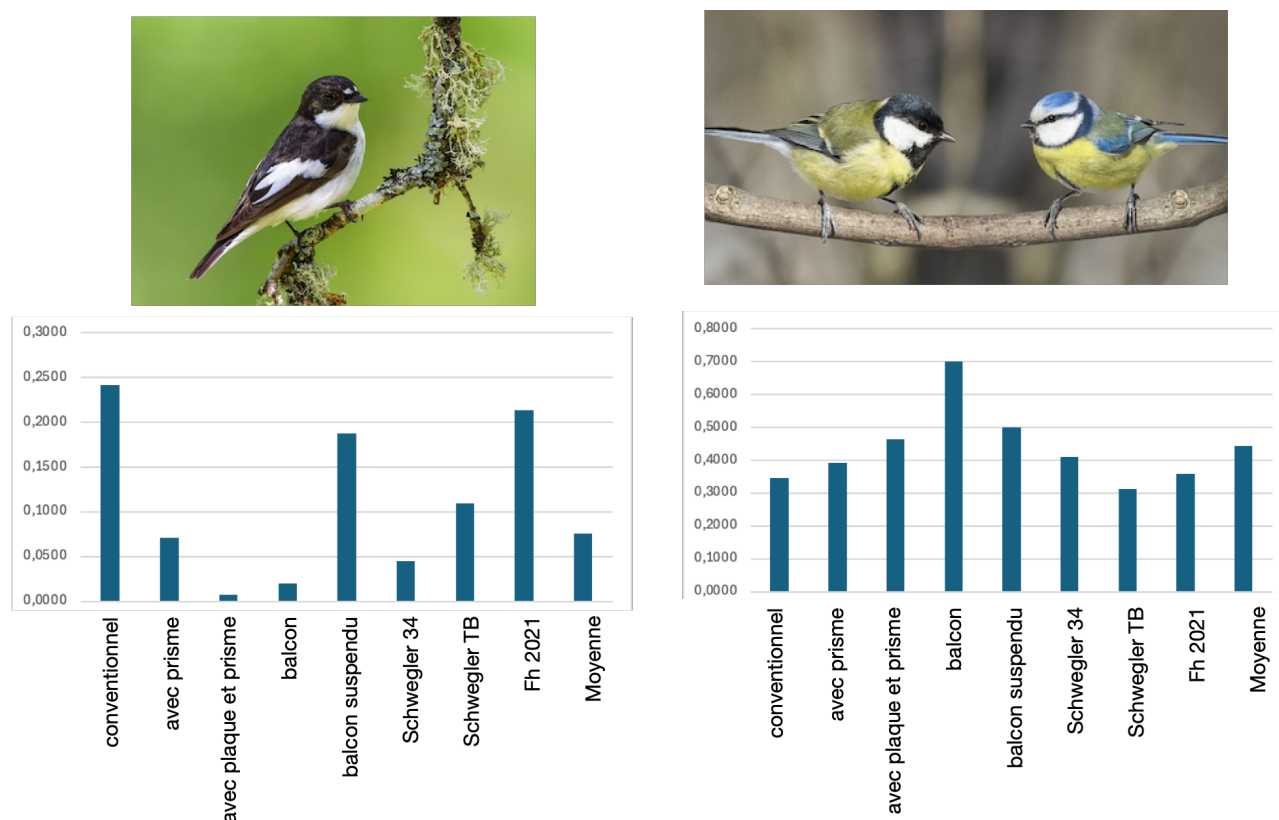 0,3000
0,2500
0,2000
0,1500
0,1000
0,0500
0,0000
conventionnel
avec prisme
avec plaque et prisme
balcon
balcon suspendu
Schwegler 34
Schwegler TB
Fh 2021
Moyenne
0,8000
0,7000
0,6000
0,5000
0,4000
0,3000
0,2000
0,1000
0,0000
conventionnel
avec prisme
avec plaque et prisme
balcon
balcon suspendu
Schwegler 34
Schwegler TB
Fh 2021
Moyenne